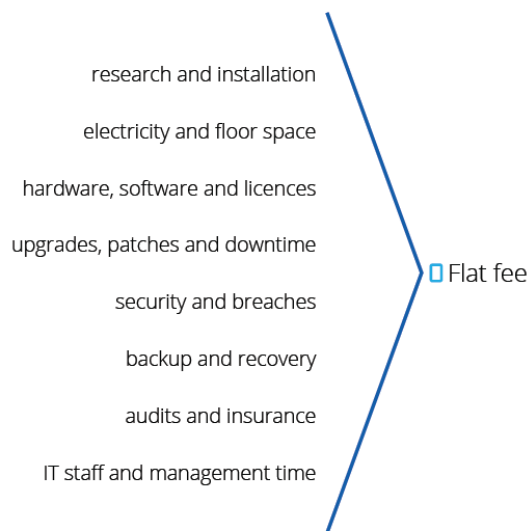 research and installation
electricity and floor space
hardware, software and licences
upgrades, patches and downtime
security and breaches
backup and recovery
audits and insurance
IT staff and management time
Flat fee